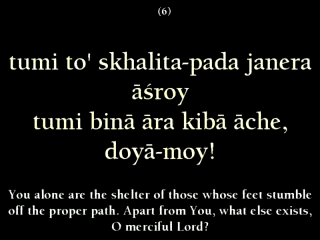 (6)
tumi to' skhalita-pada janera
āśroy
tumi binā āra kibā āche,
doyā-moy!
You alone are the shelter of those whose feet stumble
off the proper path. Apart from You, what else exists,
O merciful Lord?